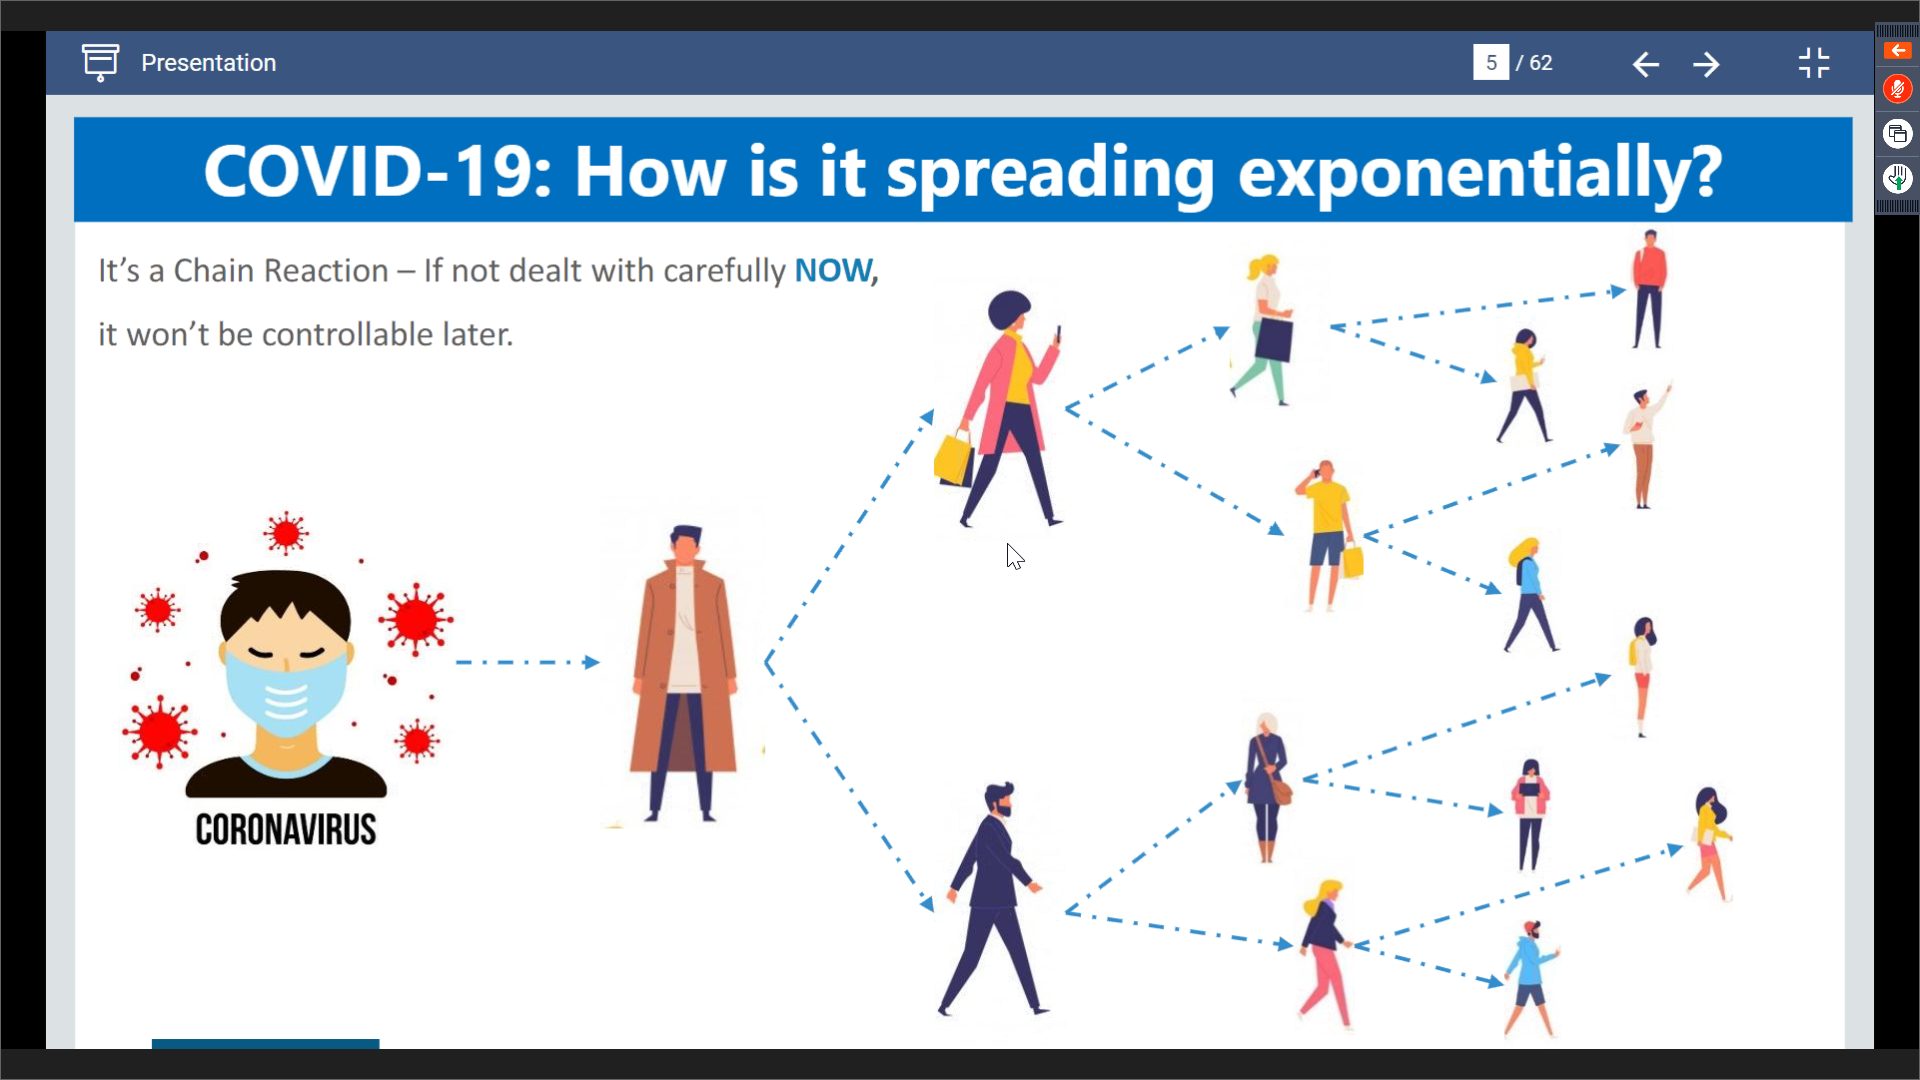 Presentation
5 / 62
COVID-19: How is it spreading exponentially?
It’s a Chain Reaction – If not dealt with carefully NOW,
it won’t be controllable later.
CORONAVIRUS